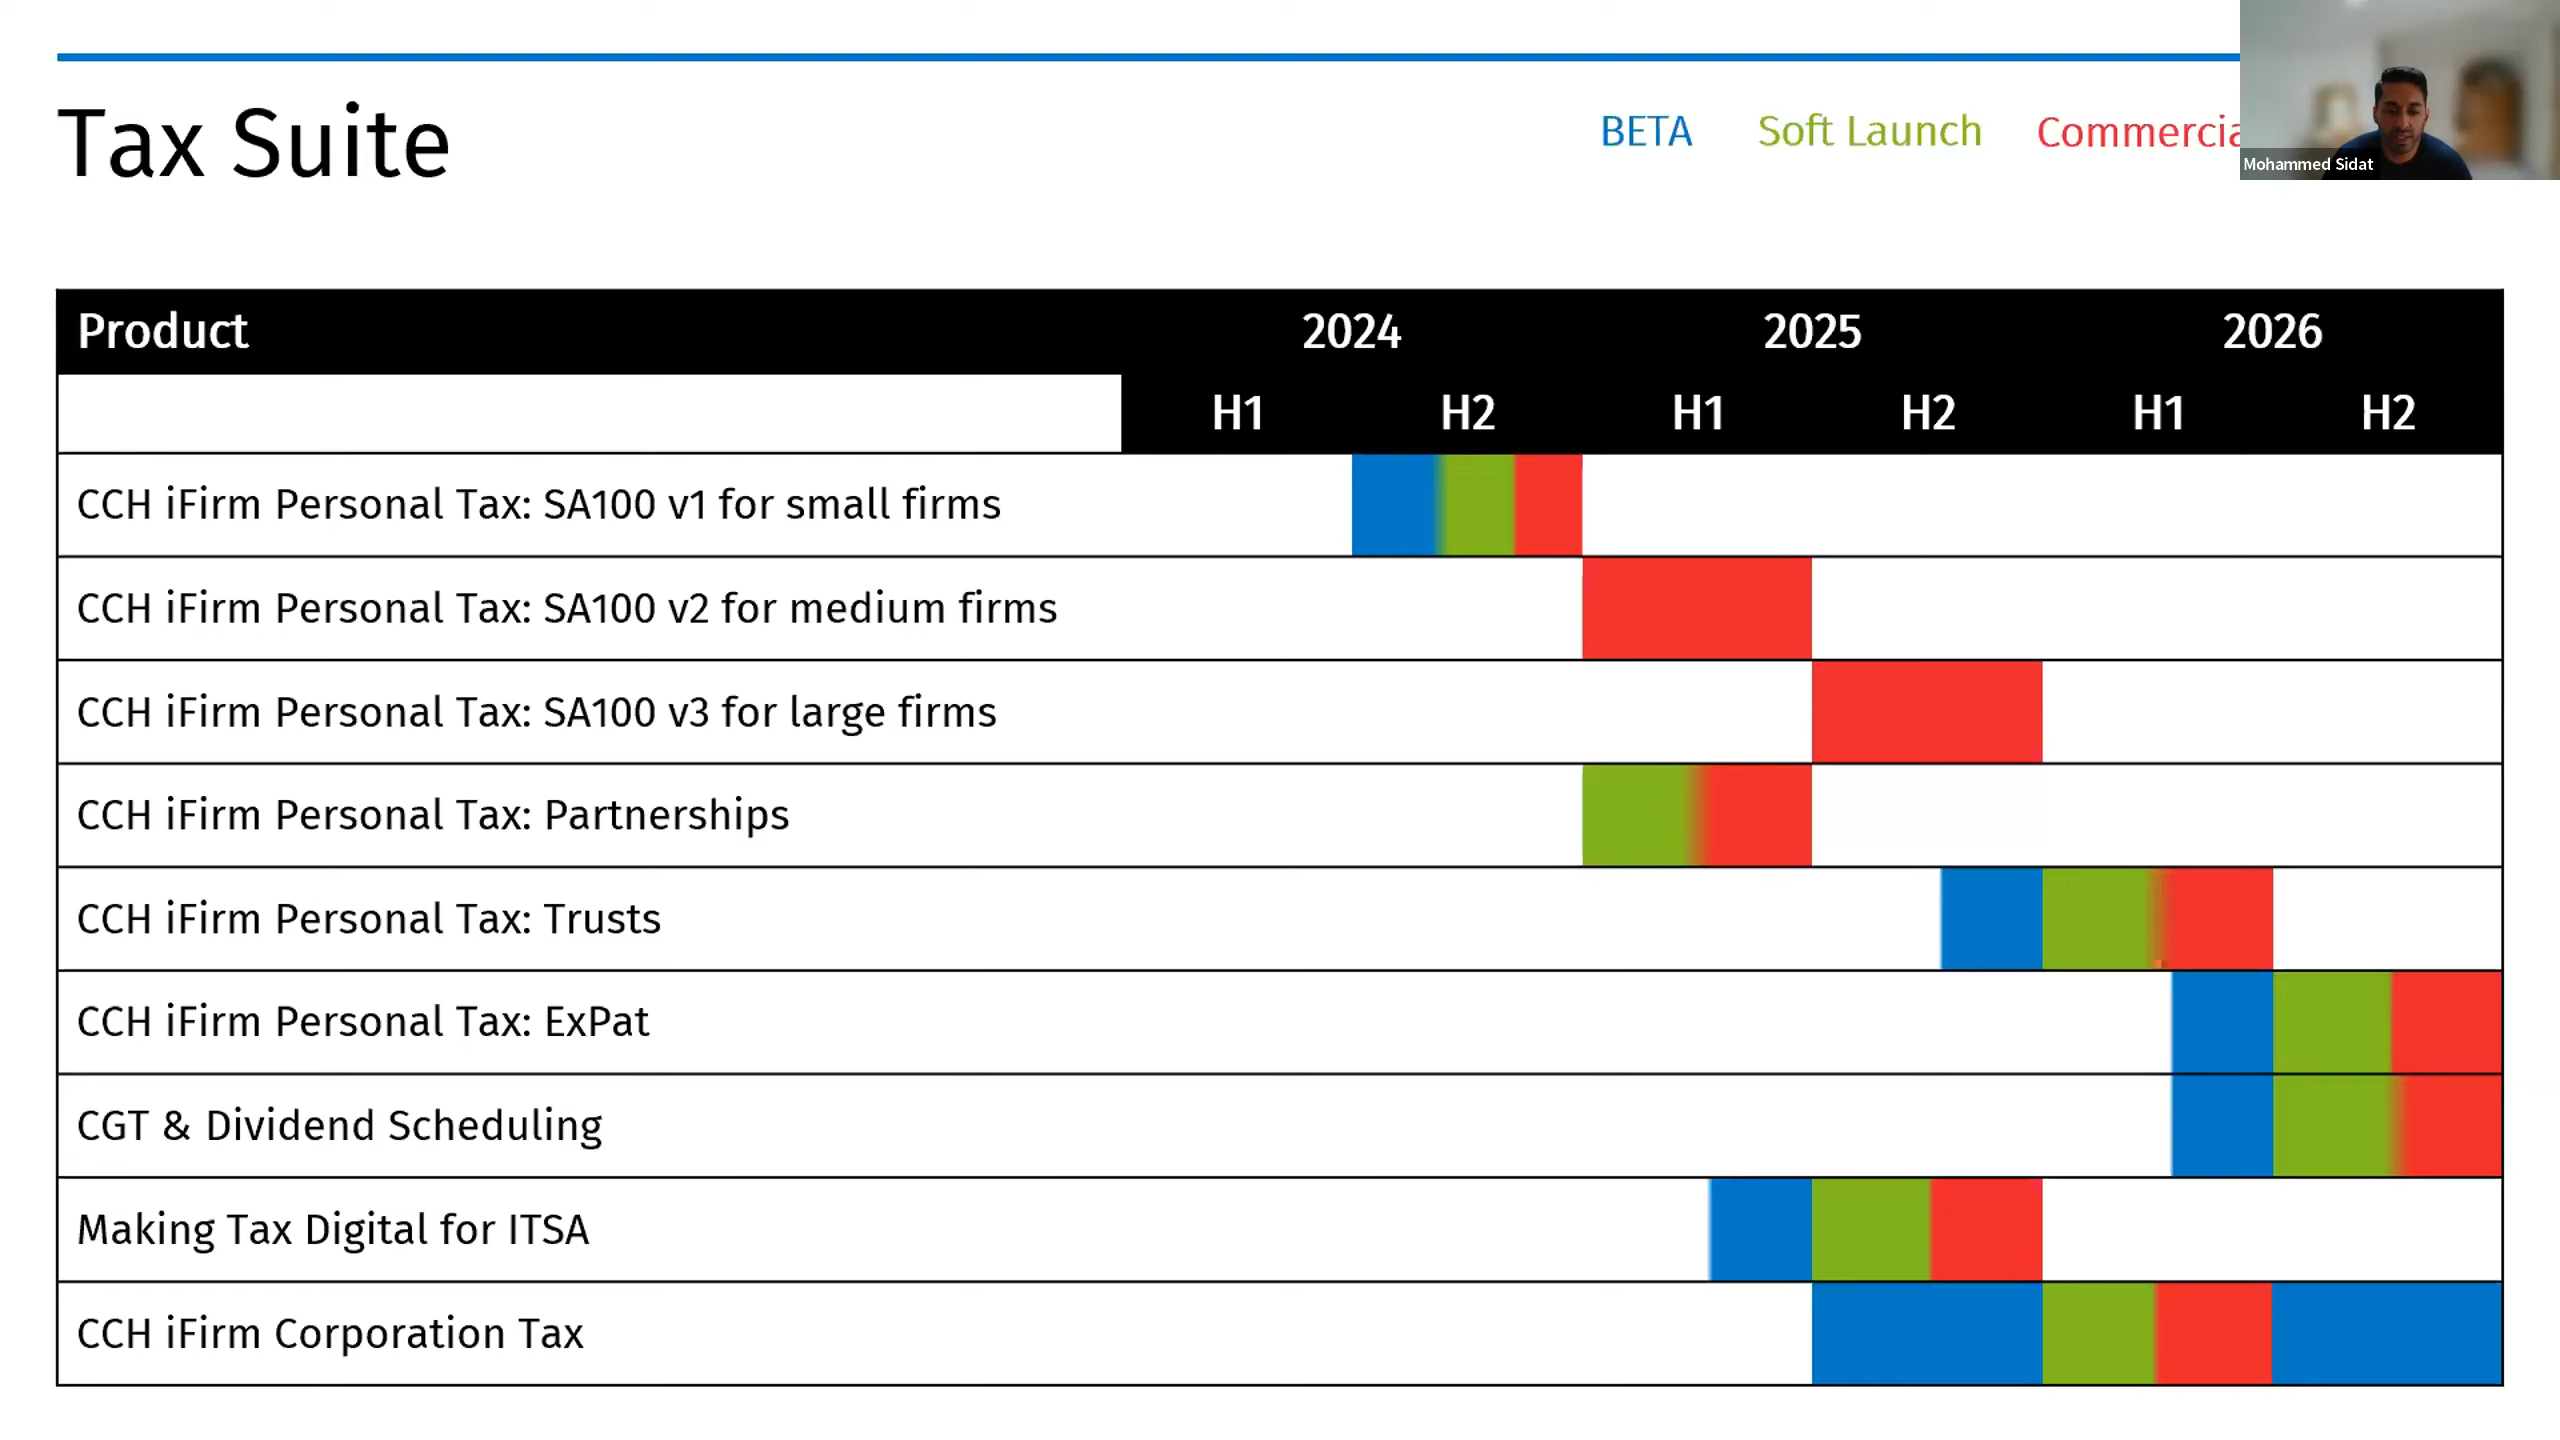 Tax Suite
BETA Soft Launch Commercia
Mohammed Sidat
Product 2024 2025 2026
H1 H2 H1 H2 H1 H2
CCH iFirm Personal Tax: SA100 v1 for small firms
CCH iFirm Personal Tax: SA100 v2 for medium firms
CCH iFirm Personal Tax: SA100 v3 for large firms
CCH iFirm Personal Tax: Partnerships
CCH iFirm Personal Tax: Trusts
CCH iFirm Personal Tax: ExPat
CGT & Dividend Scheduling
Making Tax Digital for ITSA
CCH iFirm Corporation Tax